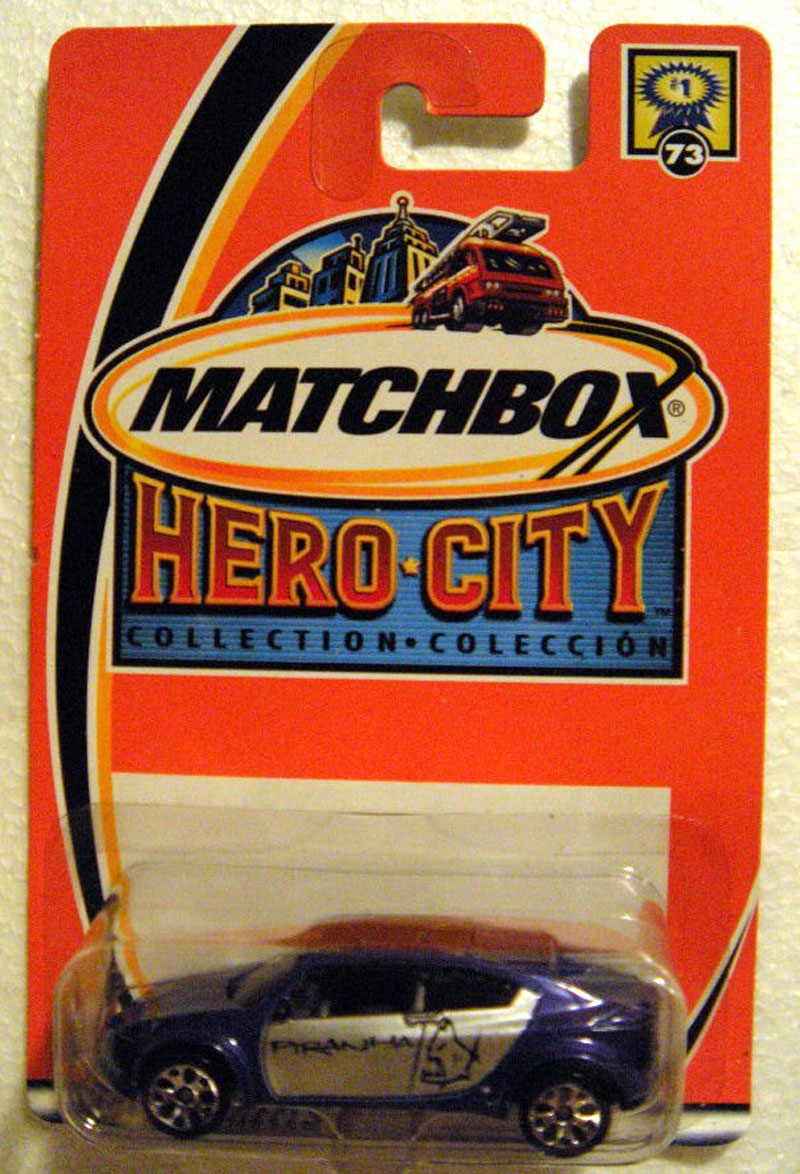 #1
73
MATCHBOX®
HERO★CITY™
COLLECTION•COLECCIÓN
PIRANHA